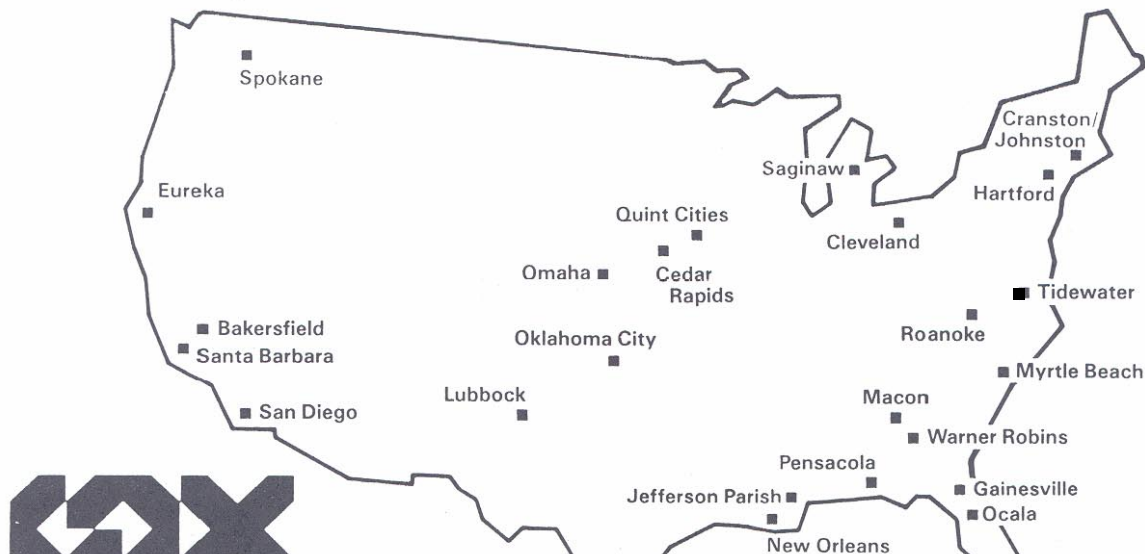 Spokane
Cranston/
Johnston
Saginaw
Hartford
Eureka
Quint Cities
Cleveland
Omaha
Cedar
Rapids
Tidewater
Bakersfield
Roanoke
Santa Barbara
Oklahoma City
Myrtle Beach
Lubbock
Macon
San Diego
Warner Robins
Pensacola
Jefferson Parish
Gainesville
Ocala
New Orleans
COX